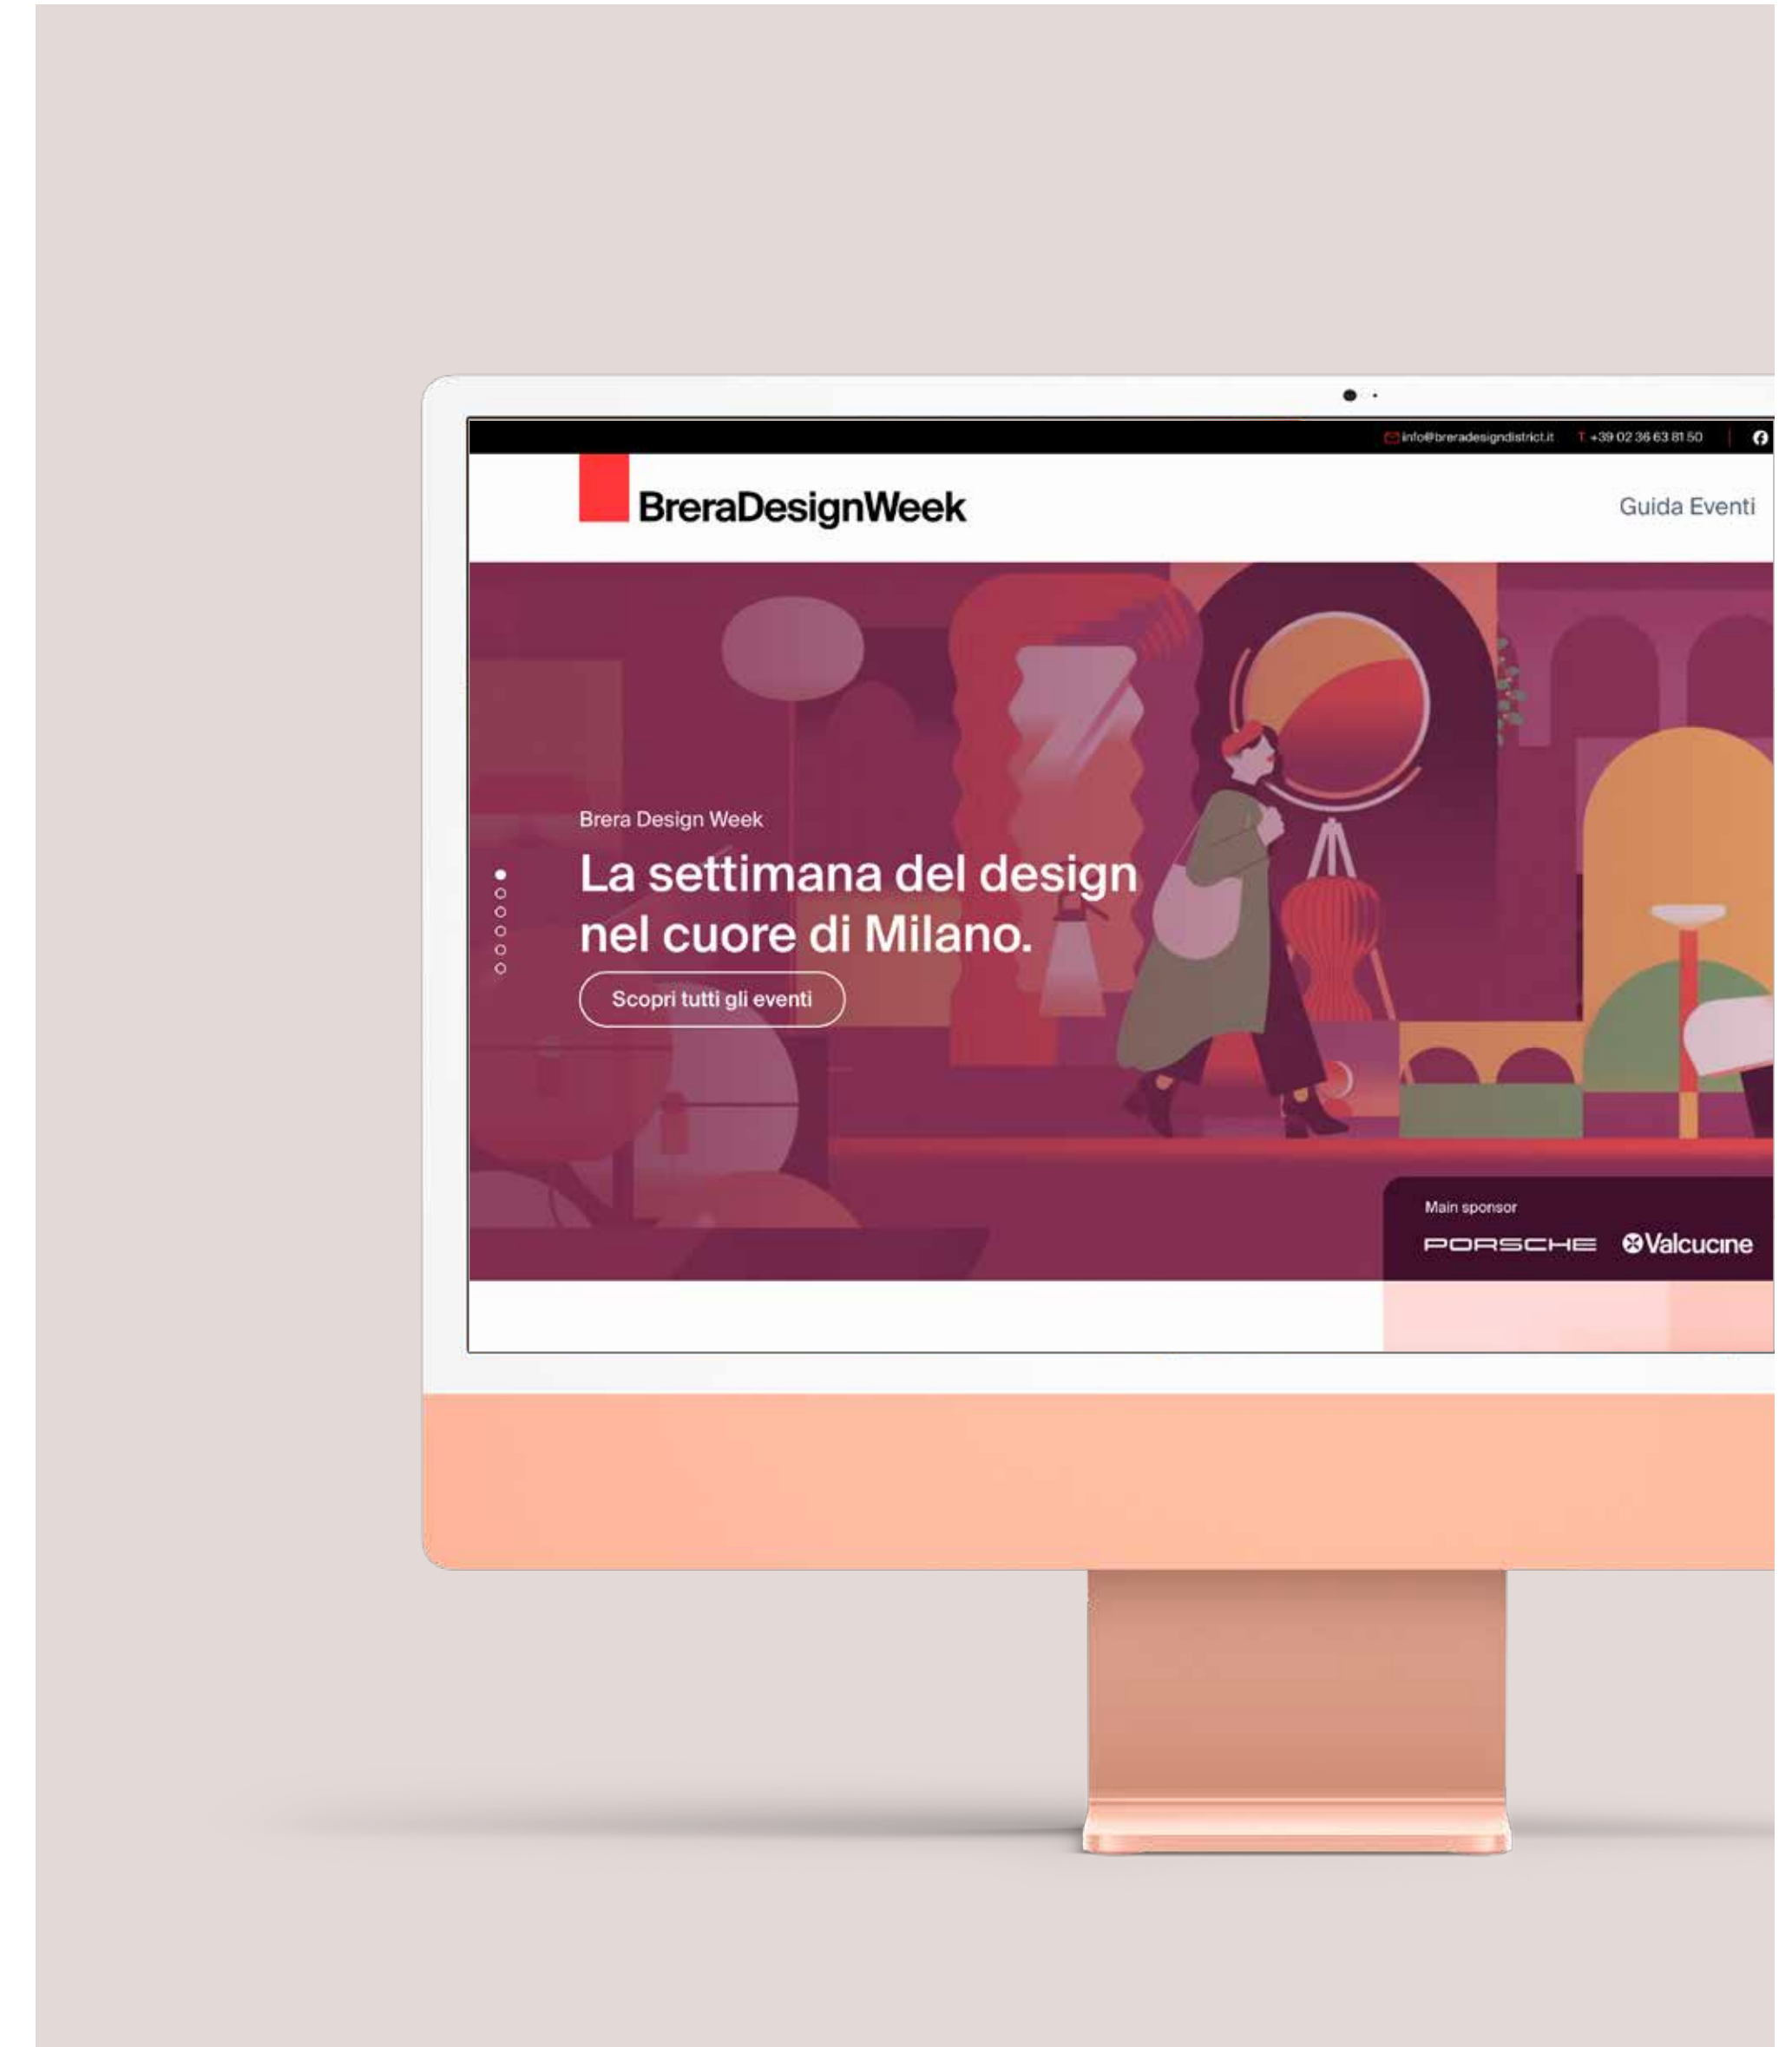 info@breradesigndistrict.it T. +39 02 36 63 81 50
BreraDesignWeek
Guida Eventi
Brera Design Week
La settimana del design
nel cuore di Milano.
Scopri tutti gli eventi
Main sponsor
PORSCHE Valcucine